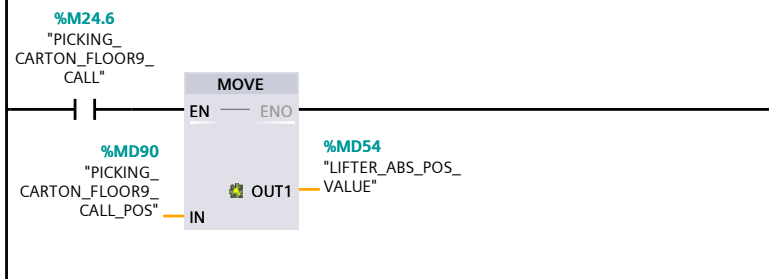 %M24.6
"PICKING_
CARTON_FLOOR9_
CALL"
MOVE
EN
ENO
%MD90
"PICKING_
CARTON_FLOOR9_
CALL_POS"
IN
OUT1
%MD54
"LIFTER_ABS_POS_
VALUE"